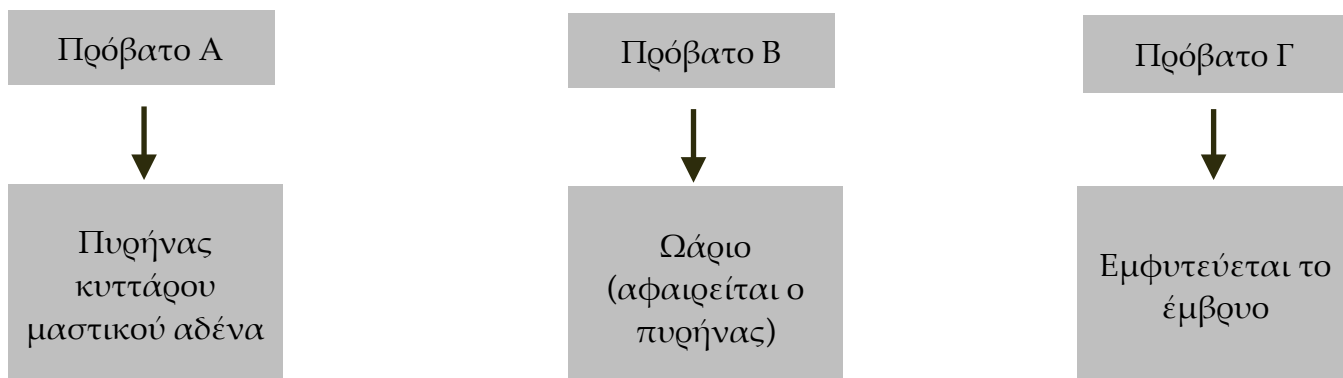 Πρόβατο Α
Πρόβατο Β
Πρόβατο Γ
Πυρήνας
κυττάρου
μαστικού αδένα
Ωάριο
(αφαιρείται ο
πυρήνας)
Εμφυτεύεται το
έμβρυο